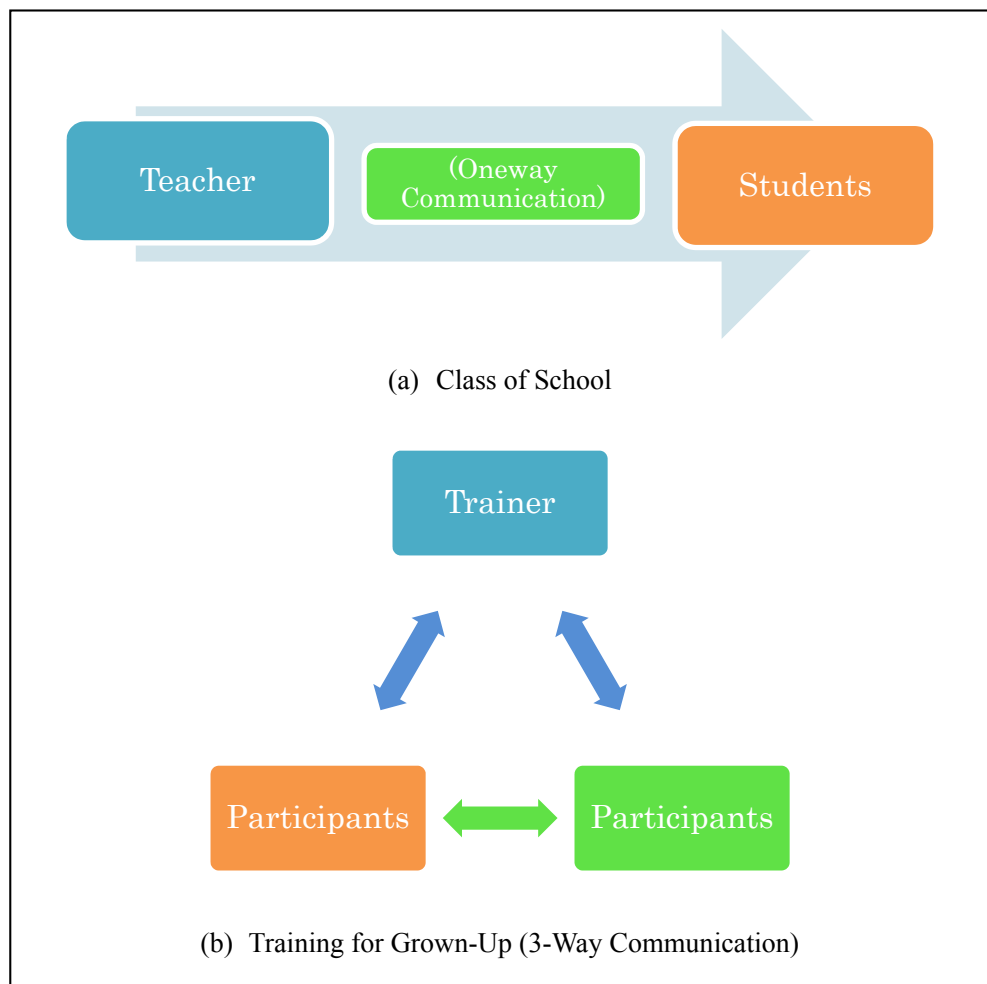 Teacher
(Oneway
Communication)
Students
(a) Class of School
Trainer
Participants
Participants
(b) Training for Grown-Up (3-Way Communication)